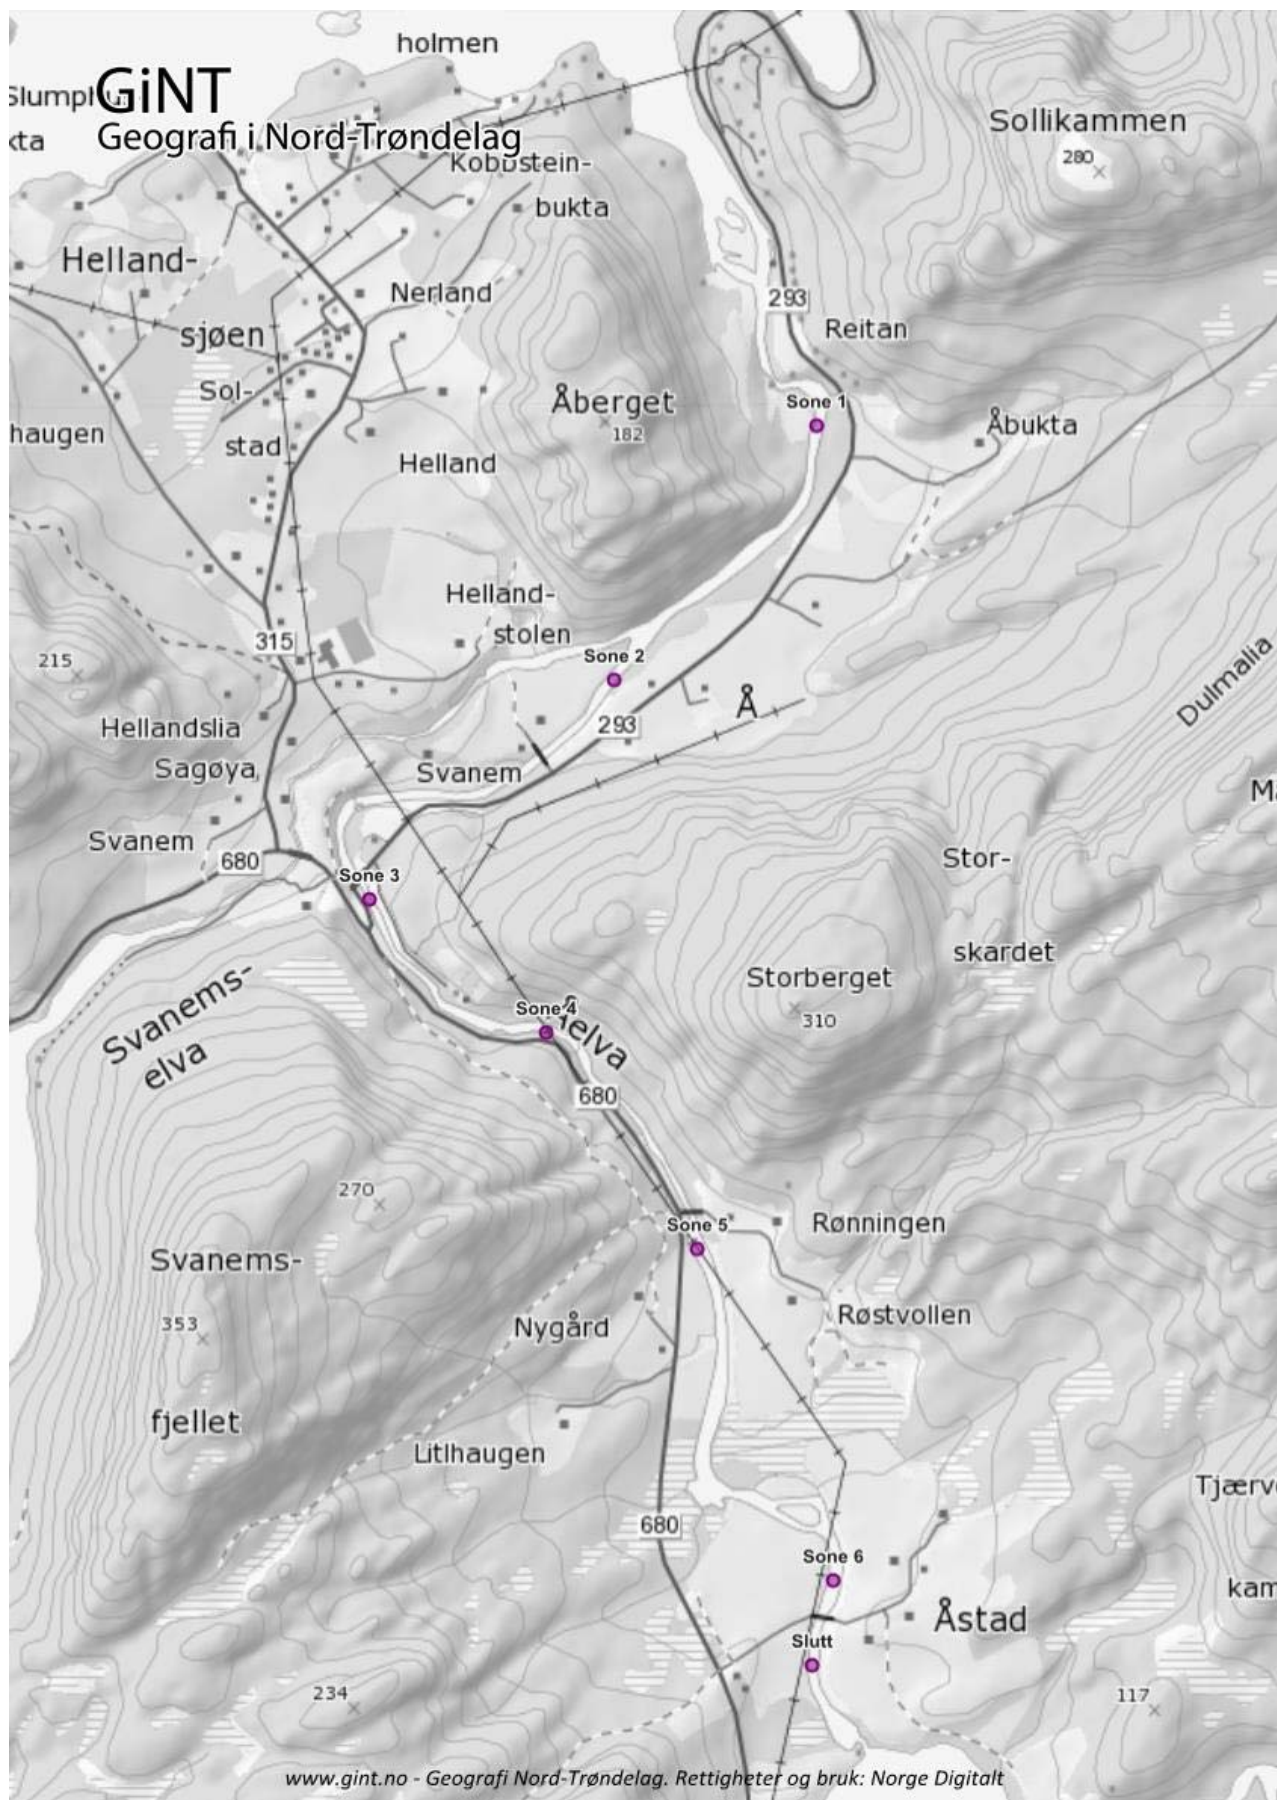 holmen
GiNT
Geografi i Nord-Trøndelag
Sollikammen
280
Kobbstein-
bukta
Helland-
sjøen
Nerland
293
Reitan
Sol-
stad
Åberget
182
Sone 1
Åbukta
haugen
Helland
Helland-
stolen
315
215
Sone 2
Å
293
Dulmalia
Hellandslia
Sagøya
Svanem
Svanem
680
Stor-
skardet
Sone 3
Storberget
310
Svanems-
elva
Sone 4
680
270
Sone 5
Rønningen
Svanems-
fjellet
353
Nygård
Røstvollen
Litlhaugen
680
Sone 6
Åstad
Slutt
234
117
www.gint.no - Geografi Nord-Trøndelag. Rettigheter og bruk: Norge Digitalt